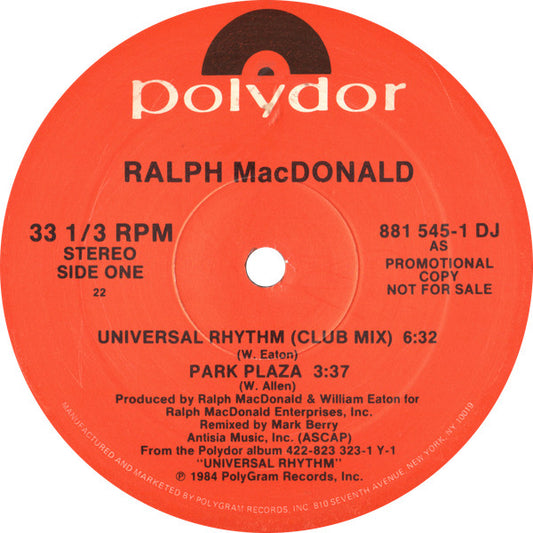 polydor
RALPH MacDONALD
33 1/3 RPM
STEREO
SIDE ONE
22
881 545-1 DJ
AS
PROMOTIONAL
COPY
NOT FOR SALE
UNIVERSAL RHYTHM (CLUB MIX) 6:32
(W. Eaton)
PARK PLAZA 3:37
(W. Allen)
Produced by Ralph MacDonald & William Eaton for
Ralph MacDonald Enterprises, Inc.
Remixed by Mark Berry
Antisia Music, Inc. (ASCAP)
From the Polydor album 422-823 323-1 Y-1
"UNIVERSAL RHYTHM"
℗ 1984 PolyGram Records, Inc.
MANUFACTURED AND MARKETED BY POLYGRAM RECORDS, INC. 810 SEVENTH AVENUE, NEW YORK, NY 10019